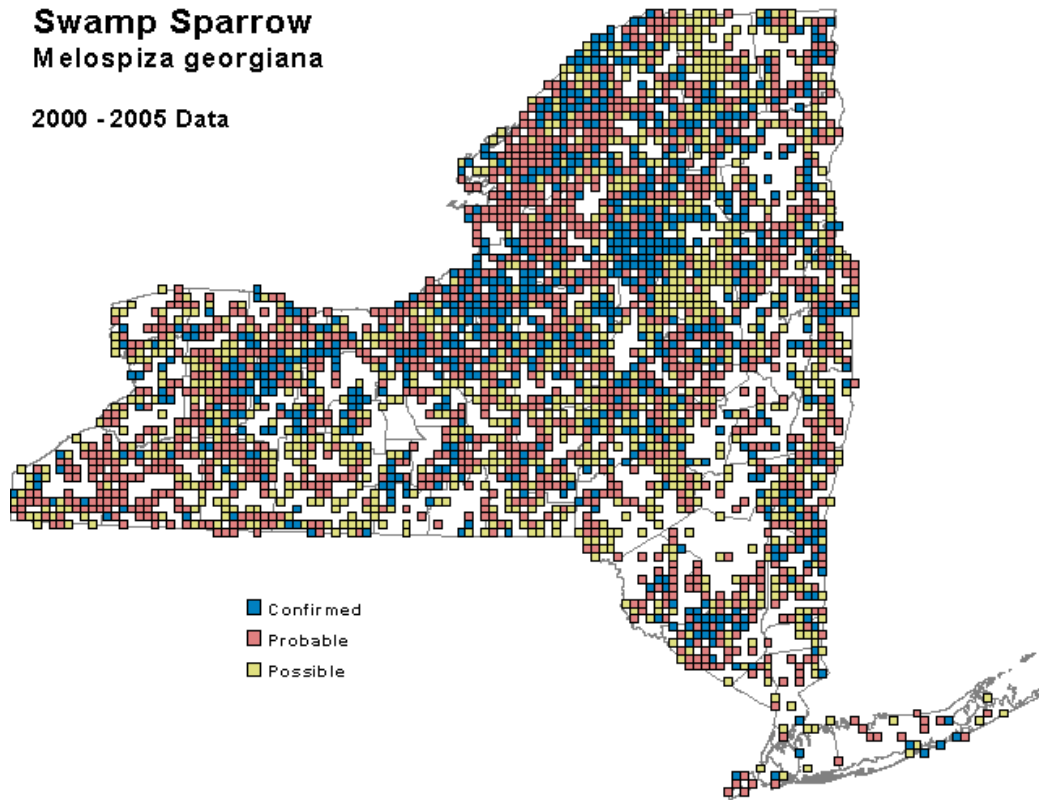 Swamp Sparrow
Melospiza georgiana
2000 - 2005 Data
Confirmed
Probable
Possible